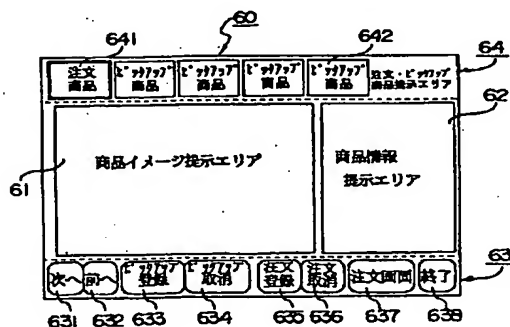 641
60
642
注文
商品
ピックアップ
商品
ピックアップ
商品
ピックアップ
商品
ピックアップ
商品
注文・ピックアップ
商品提示エリア
64
62
61
商品イメージ提示エリア
商品情報
提示エリア
次へ
前へ
ピックアップ
登録
ピックアップ
取消
注文
登録
注文
取消
注文画面
終了
63
631
632
633
634
635
636
637
638